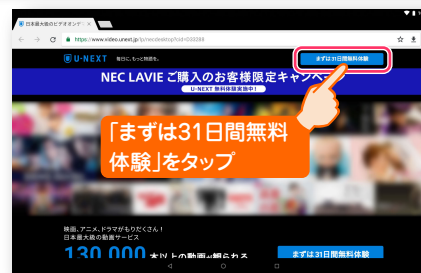 日本最大級のビデオオンデ
https://www.video.unext.jp/lp/necdesktop?cid=D30288
U-NEXT 毎日に、もっと物語を。
まずは31日間無料体験
NEC LAVIE ご購入のお客様限定キャンペーン
U-NEXT 無料体験実施中！
「まずは31日間無料
体験」をタップ
映画、アニメ、ドラマがもりだくさん！
日本最大級の動画サービス
130,000 本以上の動画が観られる
まずは31日間無料体験